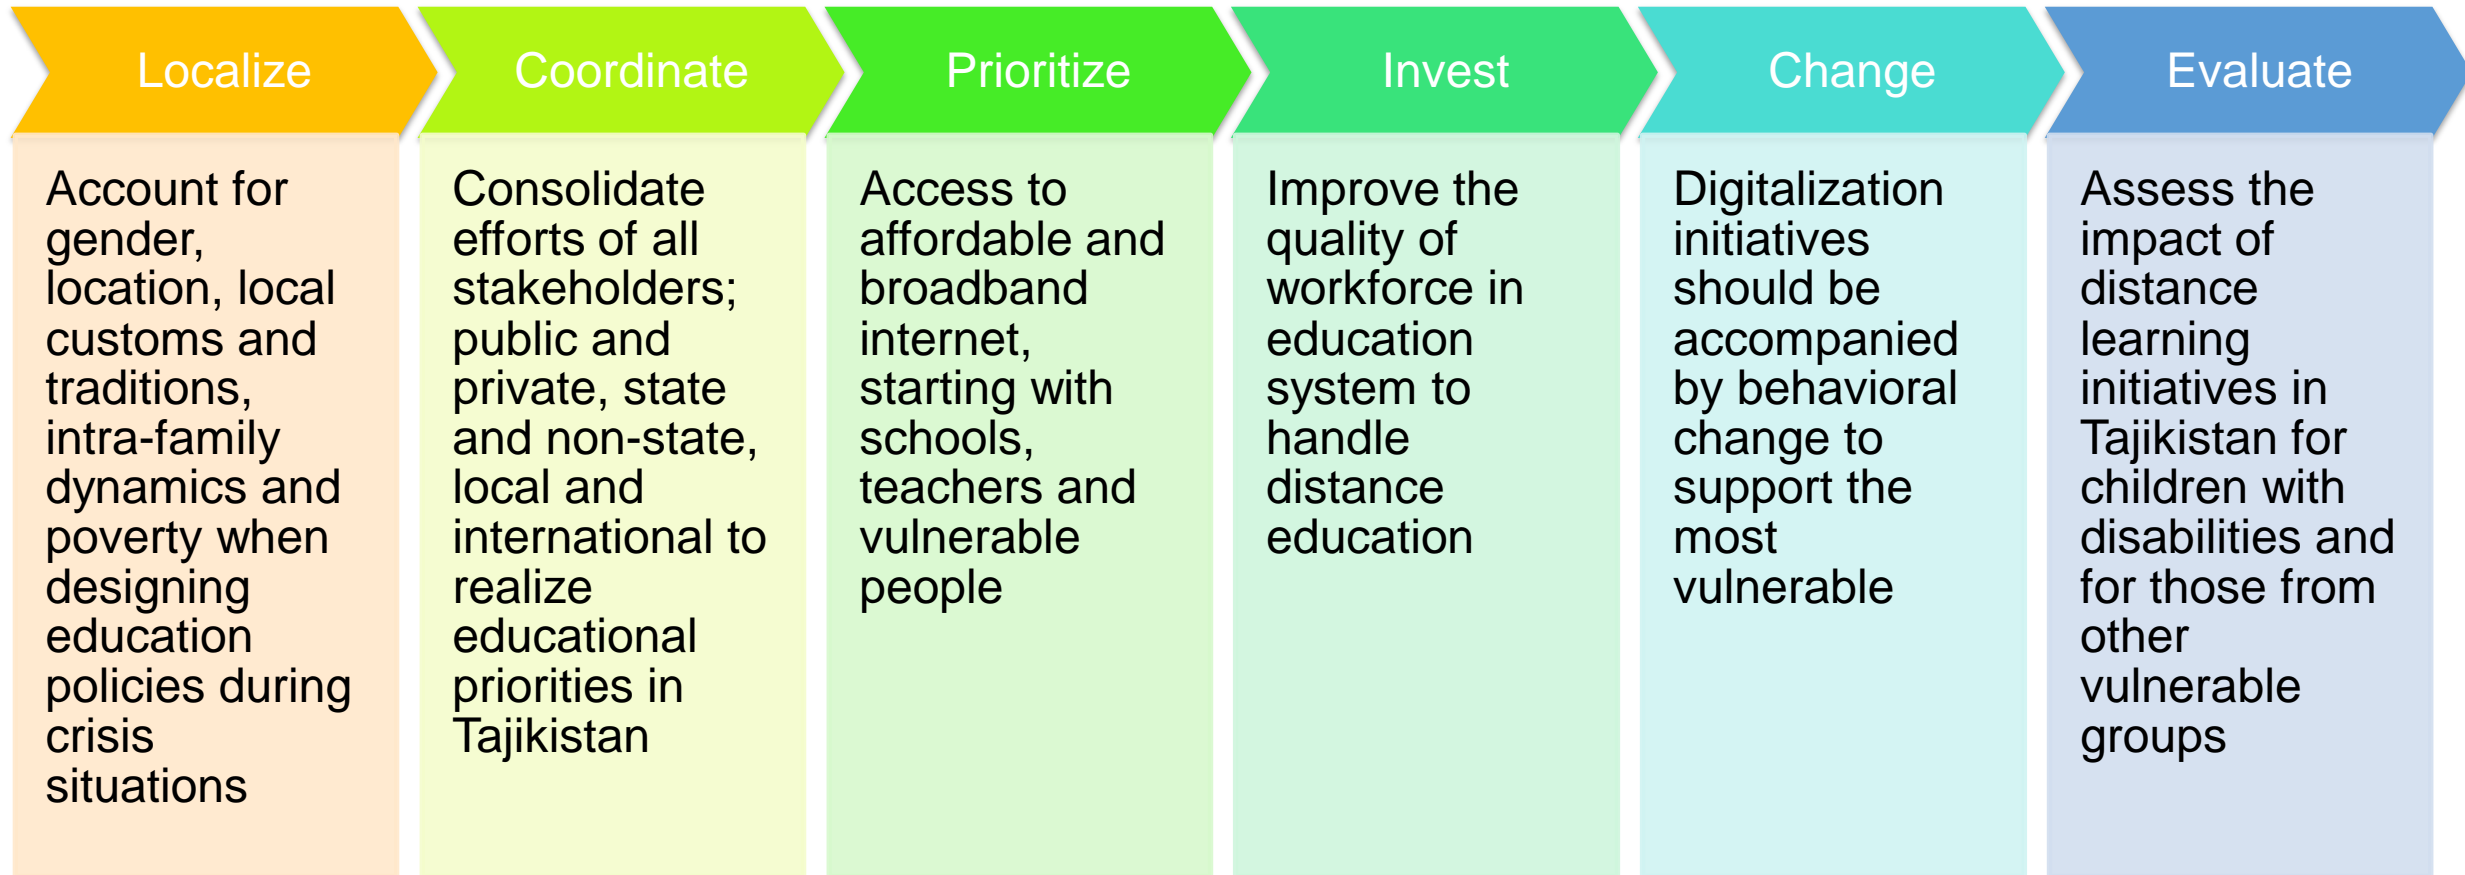 Localize
Account for
gender,
location, local
customs and
traditions,
intra-family
dynamics and
poverty when
designing
education
policies during
crisis
situations
Coordinate
Consolidate
efforts of all
stakeholders;
public and
private, state
and non-state,
local and
international to
realize
educational
priorities in
Tajikistan
Prioritize
Access to
affordable and
broadband
internet,
starting with
schools,
teachers and
vulnerable
people
Invest
Improve the
quality of
workforce in
education
system to
handle
distance
education
Change
Digitalization
initiatives
should be
accompanied
by behavioral
change to
support the
most
vulnerable
Evaluate
Assess the
impact of
distance
learning
initiatives in
Tajikistan for
children with
disabilities and
for those from
other
vulnerable
groups